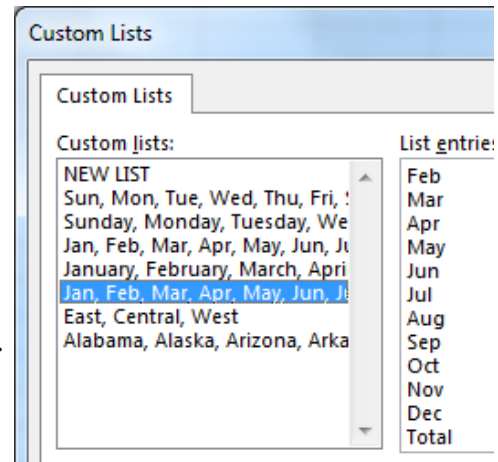 Custom Lists
Custom Lists
Custom lists:
NEW LIST
Sun, Mon, Tue, Wed, Thu, Fri,
Sunday, Monday, Tuesday, We
Jan, Feb, Mar, Apr, May, Jun, Ju
January, February, March, Apri
Jan, Feb, Mar, Apr, May, Jun, Ju
East, Central, West
Alabama, Alaska, Arizona, Arka
List entries
Feb
Mar
Apr
May
Jun
Jul
Aug
Sep
Oct
Nov
Dec
Total